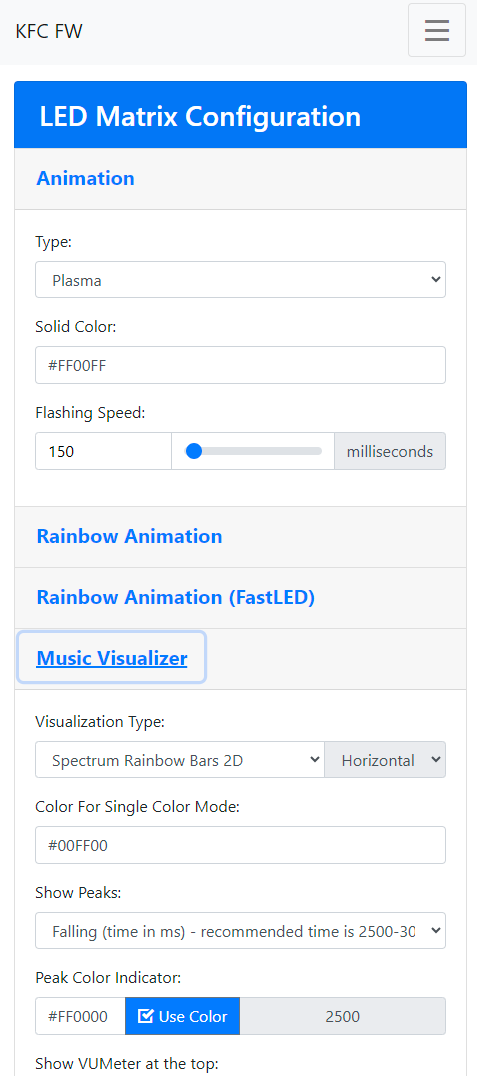 KFC FW
LED Matrix Configuration
Animation
Type:
Plasma
Solid Color:
#FF00FF
Flashing Speed:
150 milliseconds
Rainbow Animation
Rainbow Animation (FastLED)
Music Visualizer
Visualization Type:
Spectrum Rainbow Bars 2D Horizontal
Color For Single Color Mode:
#00FF00
Show Peaks:
Falling (time in ms) - recommended time is 2500-30
Peak Color Indicator:
#FF0000 Use Color 2500
Show VUMeter at the top: